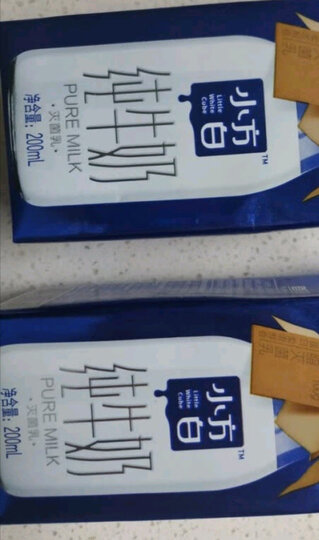 小方白
Little
White
Cube
TM
纯牛奶
PURE MILK
·灭菌乳·
净含量：200mL
小方白
Little
White
Cube
TM
纯牛奶
PURE MILK
·灭菌乳·
净含量：200mL